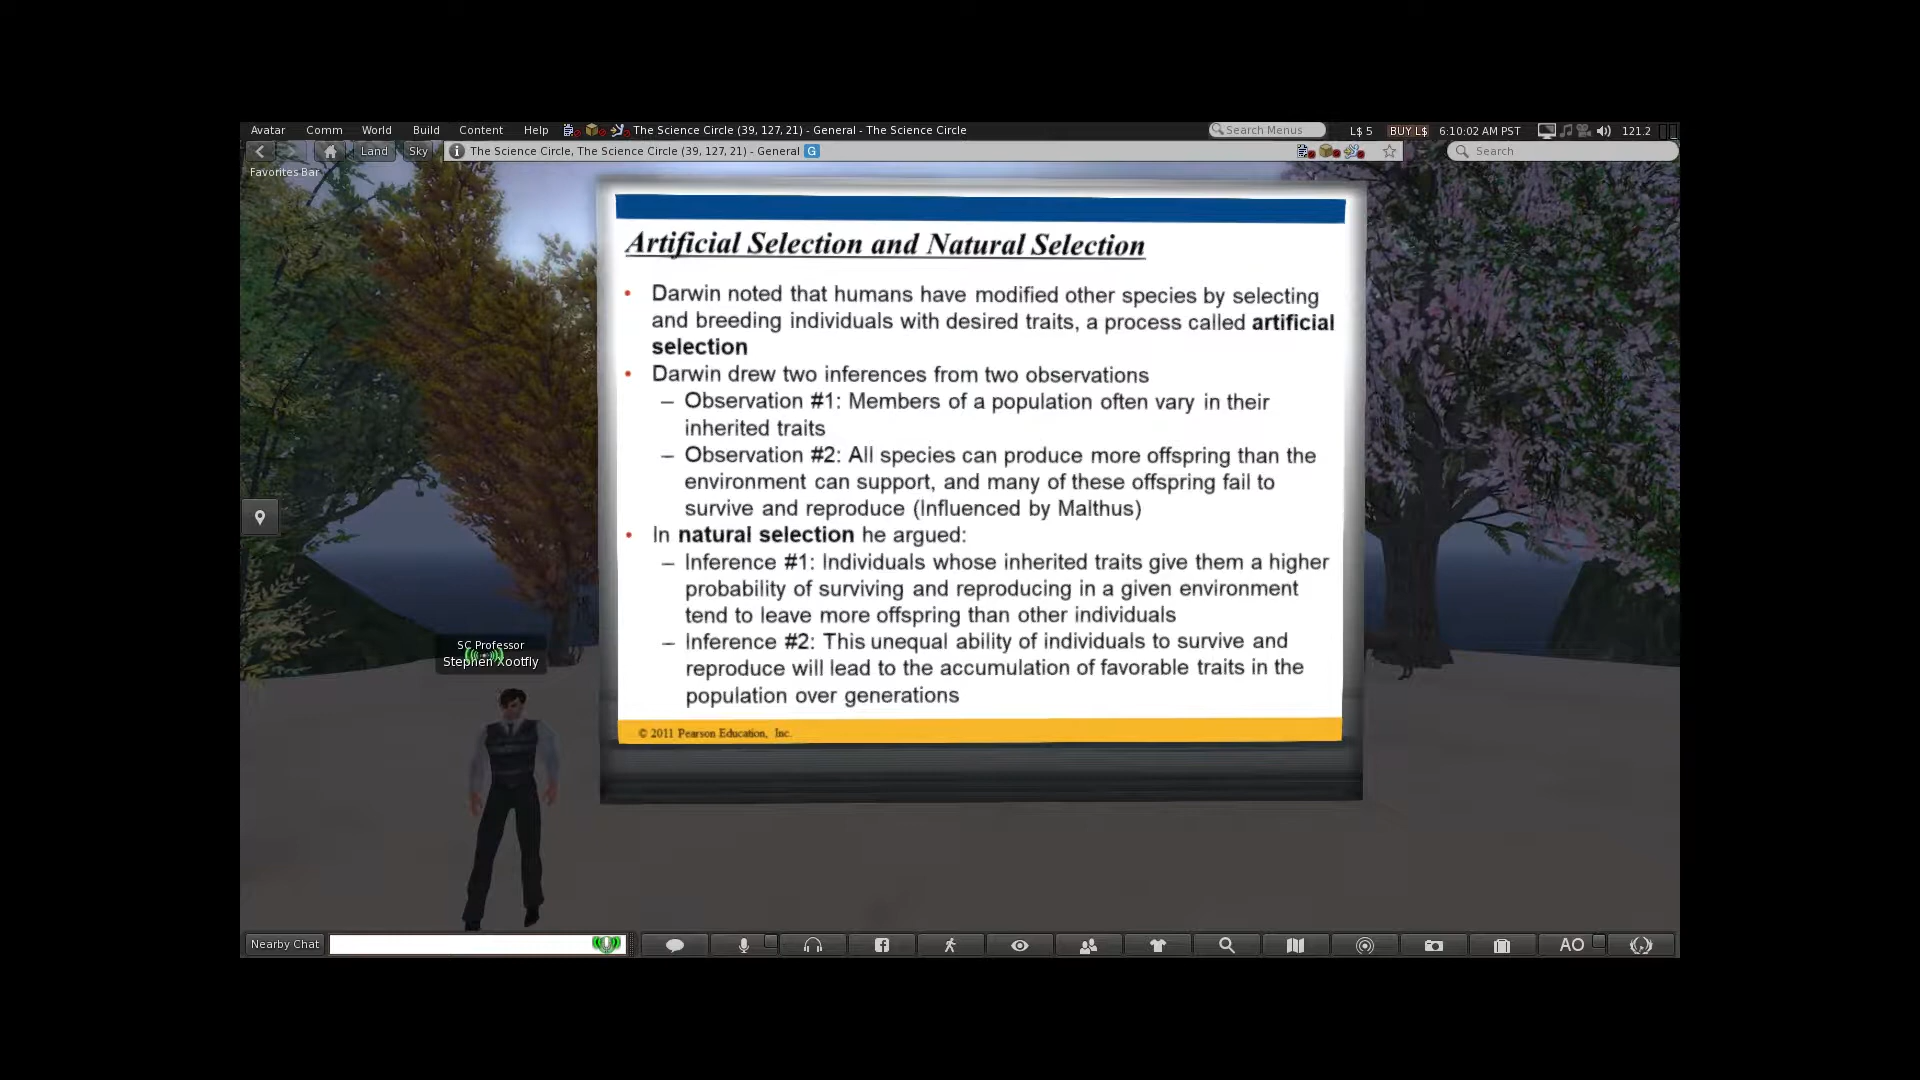 Avatar Comm World Build Content Help The Science Circle (39, 127, 21) - General - The Science Circle Search Menus L$ 5 BUY L$ 6:10:02 AM PST 121.2
Land Sky The Science Circle, The Science Circle (39, 127, 21) - General G Search
Favorites Bar
Artificial Selection and Natural Selection
• Darwin noted that humans have modified other species by selecting
and breeding individuals with desired traits, a process called artificial
selection
• Darwin drew two inferences from two observations
– Observation #1: Members of a population often vary in their
inherited traits
– Observation #2: All species can produce more offspring than the
environment can support, and many of these offspring fail to
survive and reproduce (Influenced by Malthus)
• In natural selection he argued:
– Inference #1: Individuals whose inherited traits give them a higher
probability of surviving and reproducing in a given environment
tend to leave more offspring than other individuals
– Inference #2: This unequal ability of individuals to survive and
reproduce will lead to the accumulation of favorable traits in the
population over generations
© 2011 Pearson Education, Inc.
SC Professor
Stephen Xootfly
Nearby Chat AO